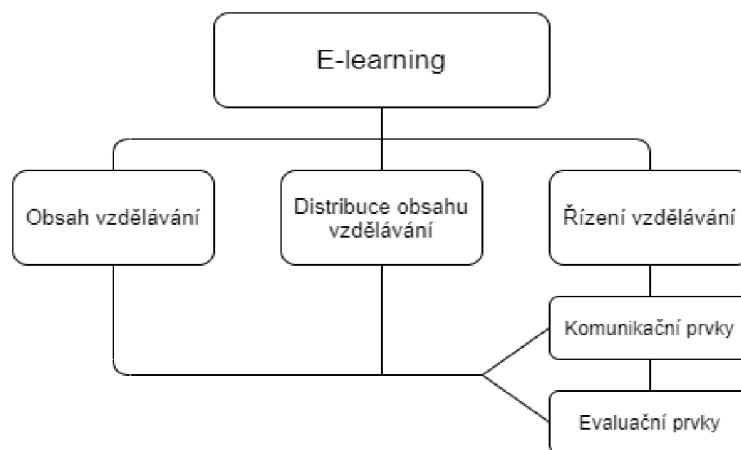 E-learning
Obsah vzdělávání
Distribuce obsahu
vzdělávání
Řízení vzdělávání
Komunikační prvky
Evaluační prvky